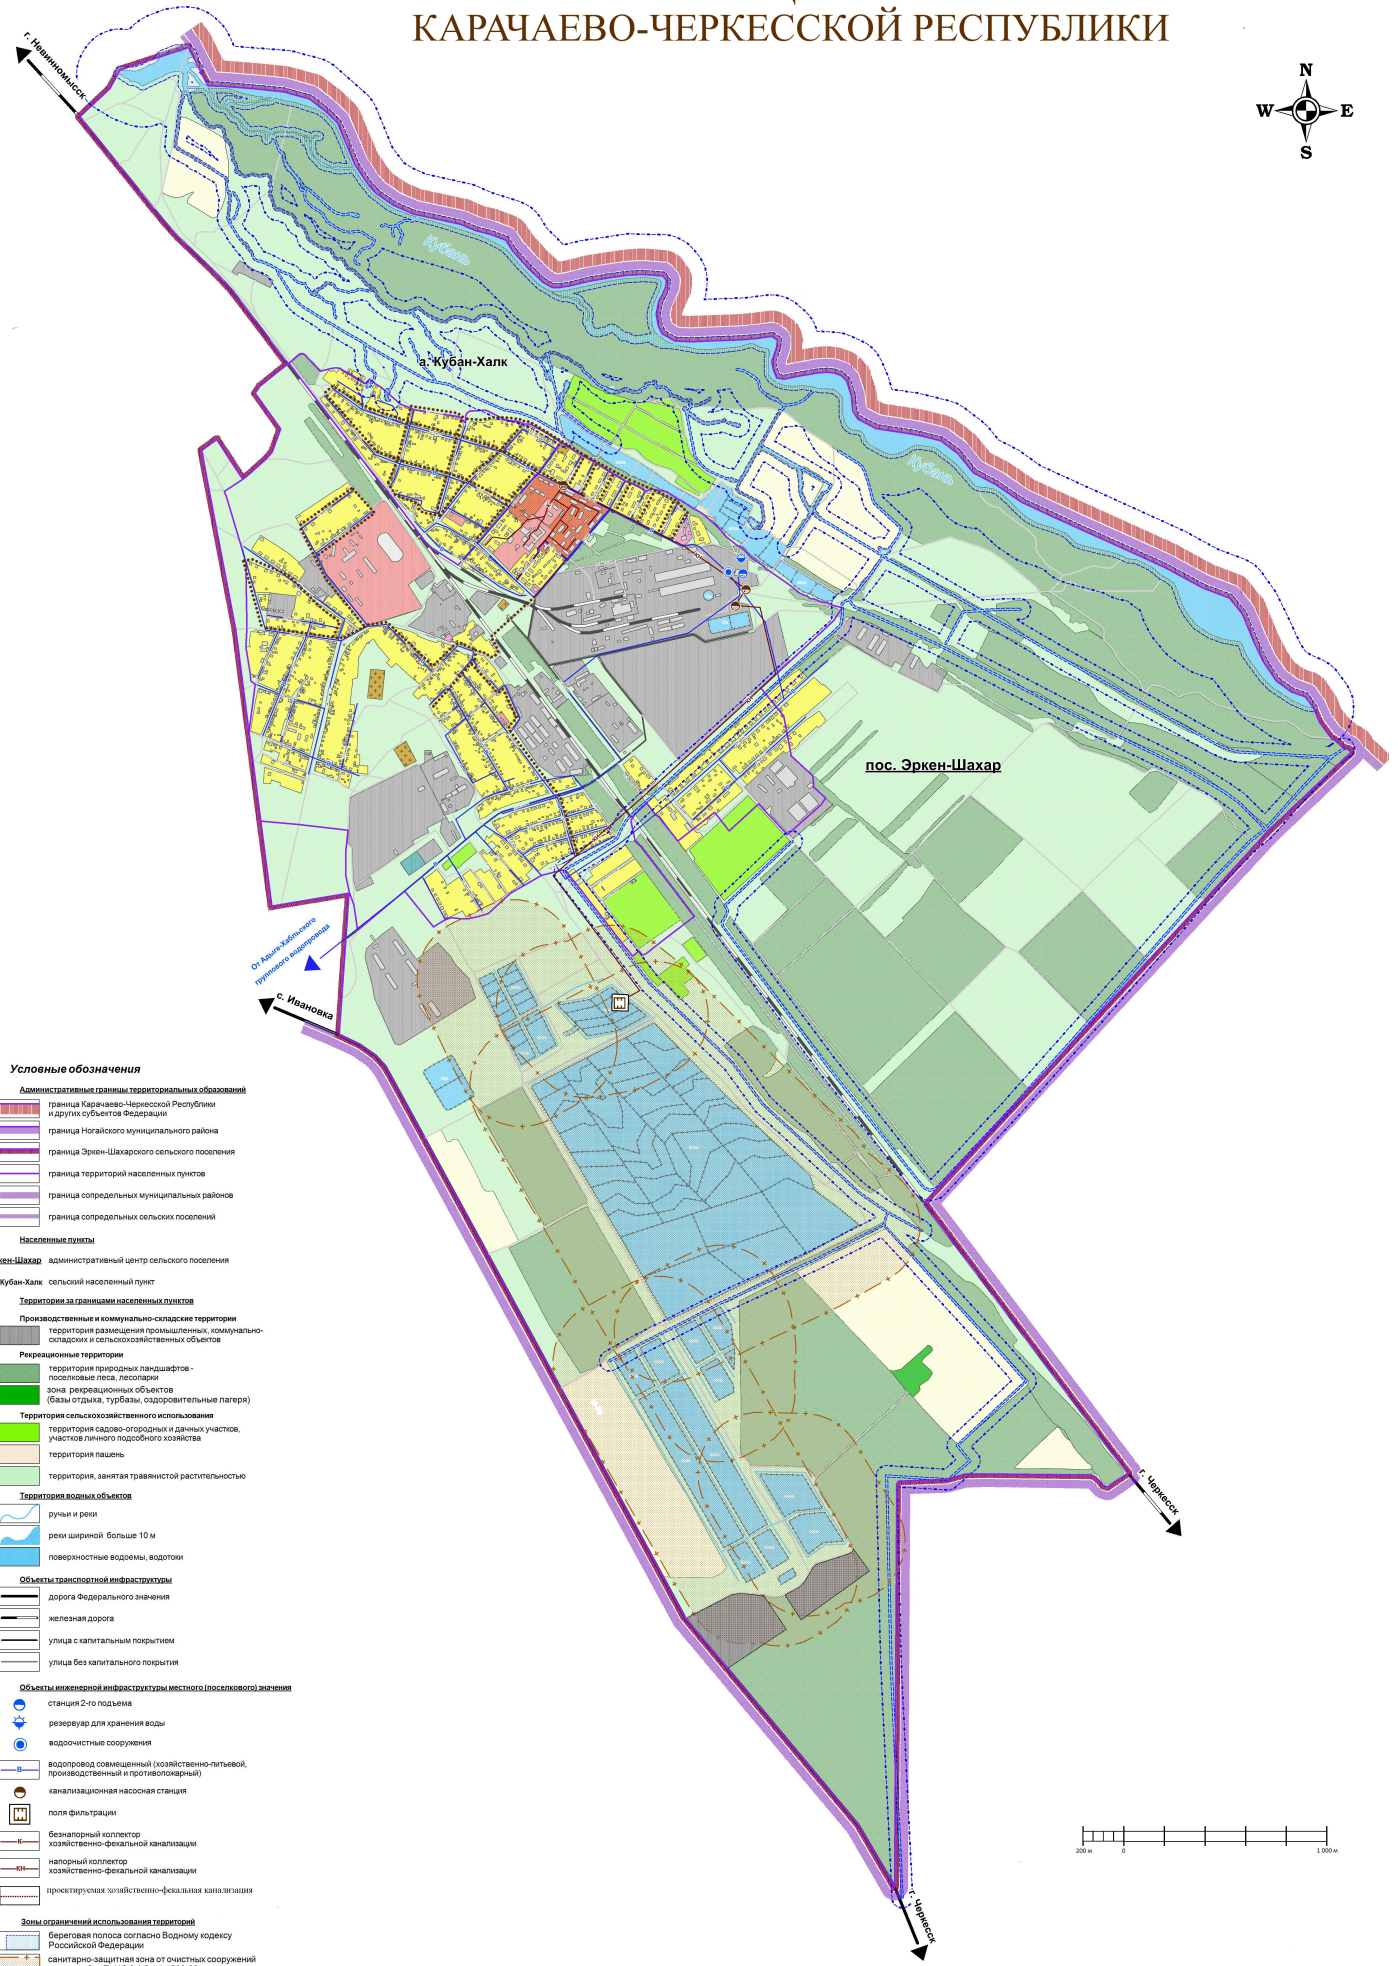 КАРАЧАЕВО-ЧЕРКЕССКОЙ РЕСПУБЛИКИ
г. Невинномысск
N
W E
S
Кубань
а. Кубан-Халк
Кубань
пос. Эркен-Шахар
От Адыге-Хабльского
группового водопровода
с. Ивановка
г. Черкесск
г. Черкесск
200 м 0 1 000 м
Условные обозначения
Административные границы территориальных образований
граница Карачаево-Черкесской Республики
и других субъектов Федерации
граница Ногайского муниципального района
граница Эркен-Шахарского сельского поселения
граница территорий населенных пунктов
граница сопредельных муниципальных районов
граница сопредельных сельских поселений
Населенные пункты
кен-Шахар административный центр сельского поселения
Кубан-Халк сельский населенный пункт
Территории за границами населенных пунктов
Производственные и коммунально-складские территории
территория размещения промышленных, коммунально-
складских и сельскохозяйственных объектов
Рекреационные территории
территория природных ландшафтов -
поселковые леса, лесопарки
зона рекреационных объектов
(базы отдыха, турбазы, оздоровительные лагеря)
Территория сельскохозяйственного использования
территория садово-огородных и дачных участков,
участков личного подсобного хозяйства
территория пашень
территория, занятая травянистой растительностью
Территория водных объектов
ручьи и реки
реки шириной больше 10 м
поверхностные водоемы, водотоки
Объекты транспортной инфраструктуры
дорога Федерального значения
железная дорога
улица с капитальным покрытием
улица без капитального покрытия
Объекты инженерной инфраструктуры местного (поселкового) значения
станция 2-го подъема
резервуар для хранения воды
водоочистные сооружения
В водопровод совмещенный (хозяйственно-питьевой,
производственный и противопожарный)
канализационная насосная станция
поля фильтрации
К безнапорный коллектор
хозяйственно-фекальной канализации
КН напорный коллектор
хозяйственно-фекальной канализации
проектируемая хозяйственно-фекальная канализация
Зоны ограничений использования территорий
береговая полоса согласно Водному кодексу
Российской Федерации
санитарно-защитная зона от очистных сооружений